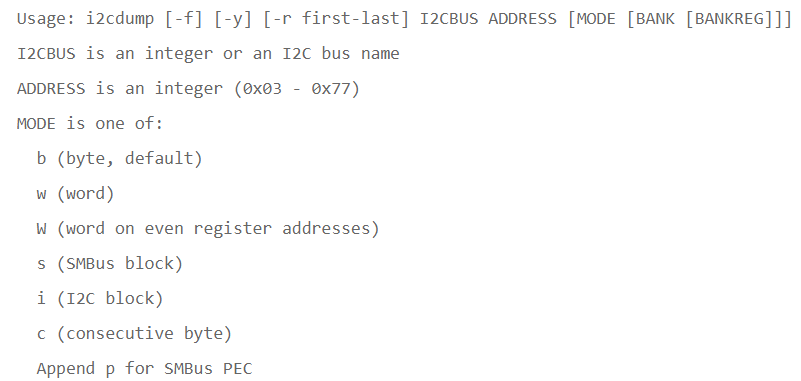 Usage: i2cdump [-f] [-y] [-r first-last] I2CBUS ADDRESS [MODE [BANK [BANKREG]]]
I2CBUS is an integer or an I2C bus name
ADDRESS is an integer (0x03 - 0x77)
MODE is one of:
b (byte, default)
w (word)
W (word on even register addresses)
s (SMBus block)
i (I2C block)
c (consecutive byte)
Append p for SMBus PEC